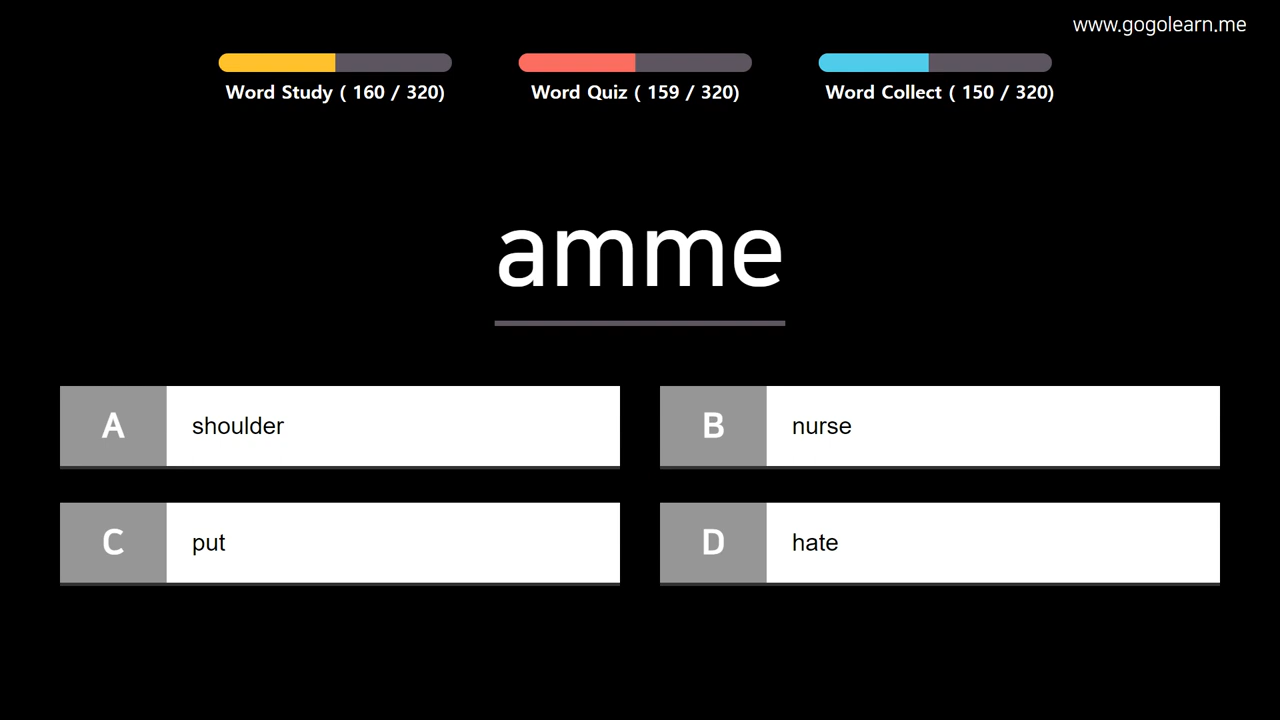 www.gogolearn.me
Word Study ( 160 / 320)
Word Quiz ( 159 / 320)
Word Collect ( 150 / 320)
amme
A shoulder
B nurse
C put
D hate